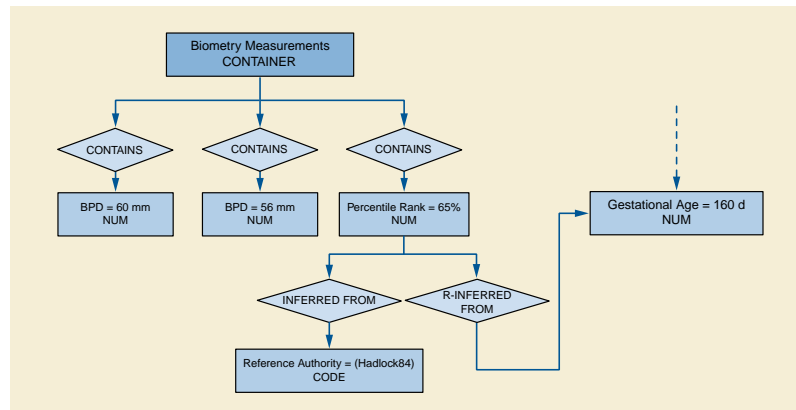 Biometry Measurements
CONTAINER
CONTAINS
CONTAINS
CONTAINS
BPD = 60 mm
NUM
BPD = 56 mm
NUM
Percentile Rank = 65%
NUM
Gestational Age = 160 d
NUM
INFERRED FROM
R-INFERRED
FROM
Reference Authority = (Hadlock84)
CODE